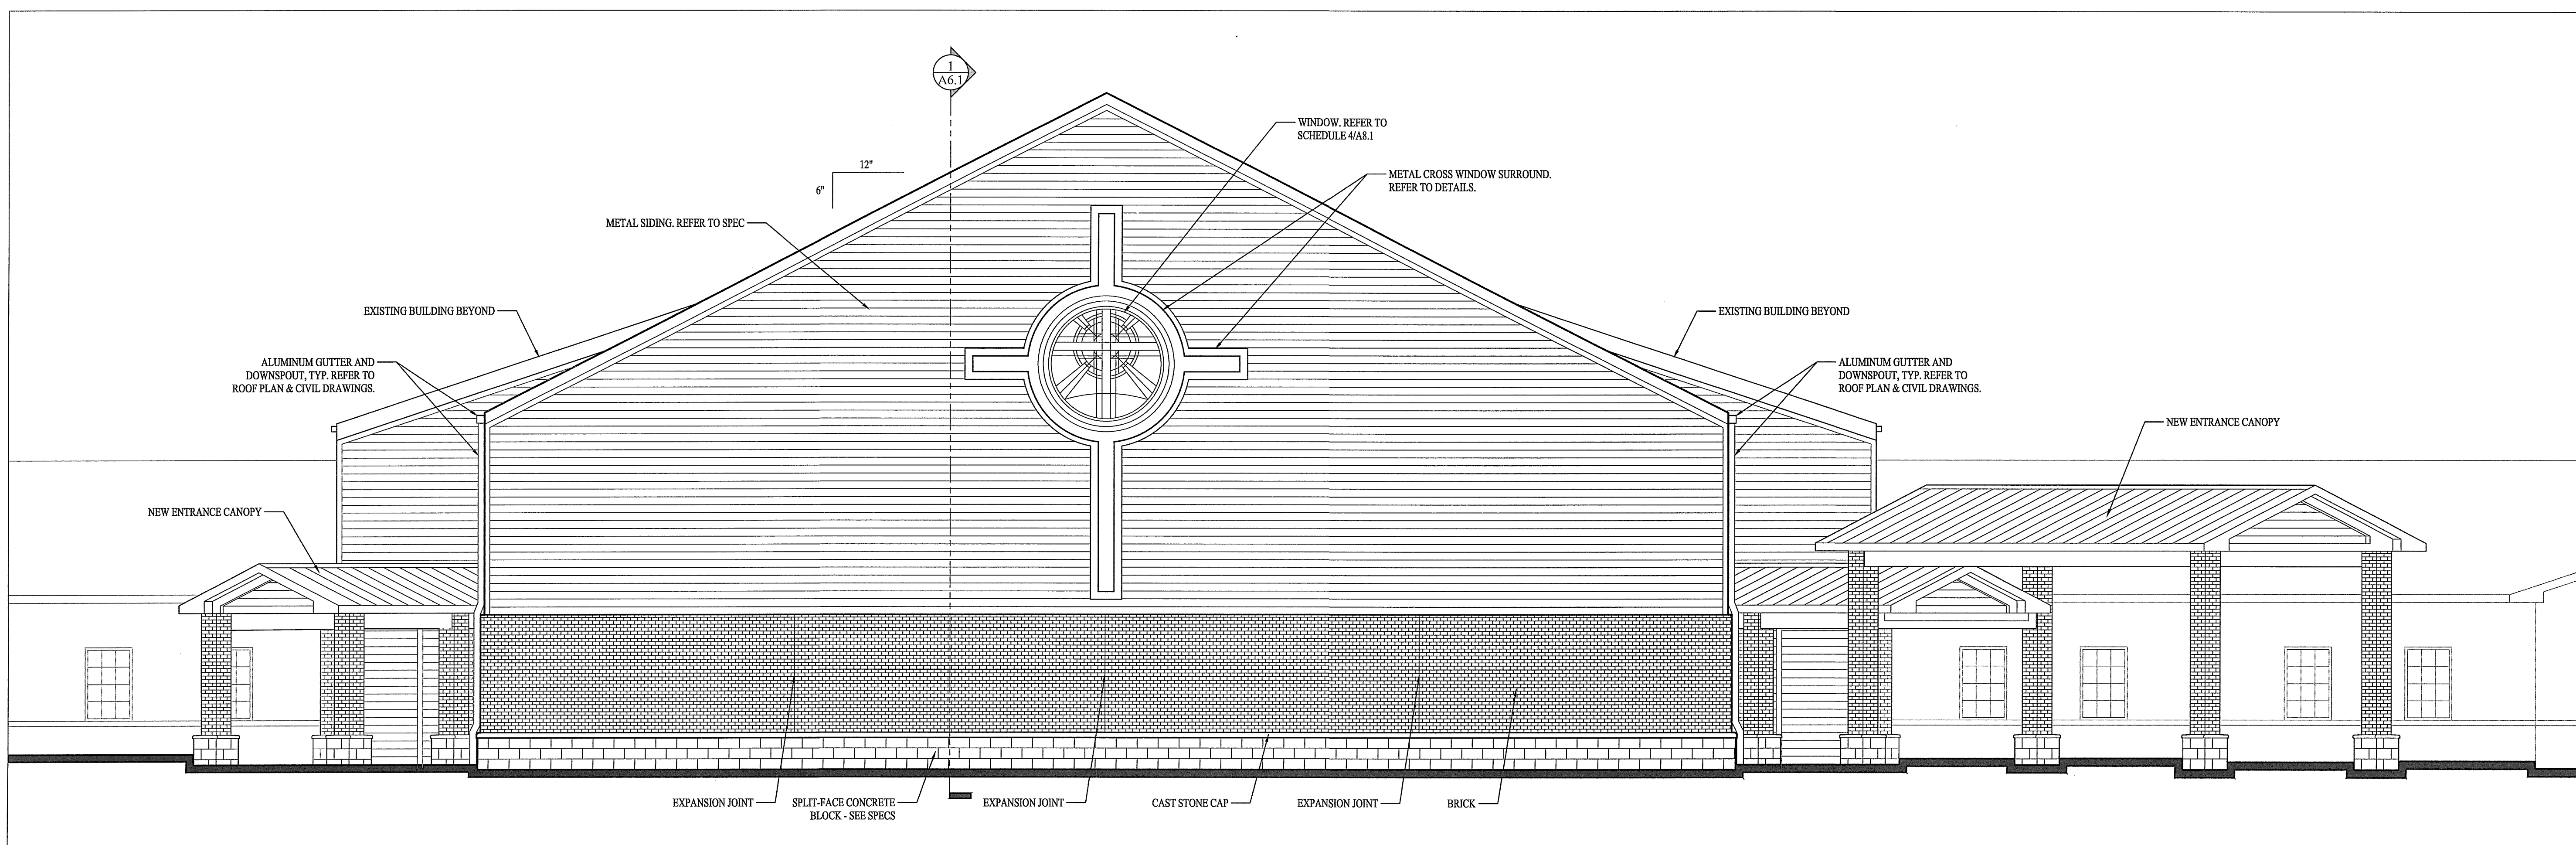 1
A6.1
WINDOW. REFER TO
SCHEDULE 4/A8.1
12"
6"
METAL CROSS WINDOW SURROUND.
REFER TO DETAILS.
METAL SIDING. REFER TO SPEC
EXISTING BUILDING BEYOND
EXISTING BUILDING BEYOND
ALUMINUM GUTTER AND
DOWNSPOUT, TYP. REFER TO
ROOF PLAN & CIVIL DRAWINGS.
ALUMINUM GUTTER AND
DOWNSPOUT, TYP. REFER TO
ROOF PLAN & CIVIL DRAWINGS.
NEW ENTRANCE CANOPY
NEW ENTRANCE CANOPY
EXPANSION JOINT
SPLIT-FACE CONCRETE
BLOCK - SEE SPECS
EXPANSION JOINT
CAST STONE CAP
EXPANSION JOINT
BRICK